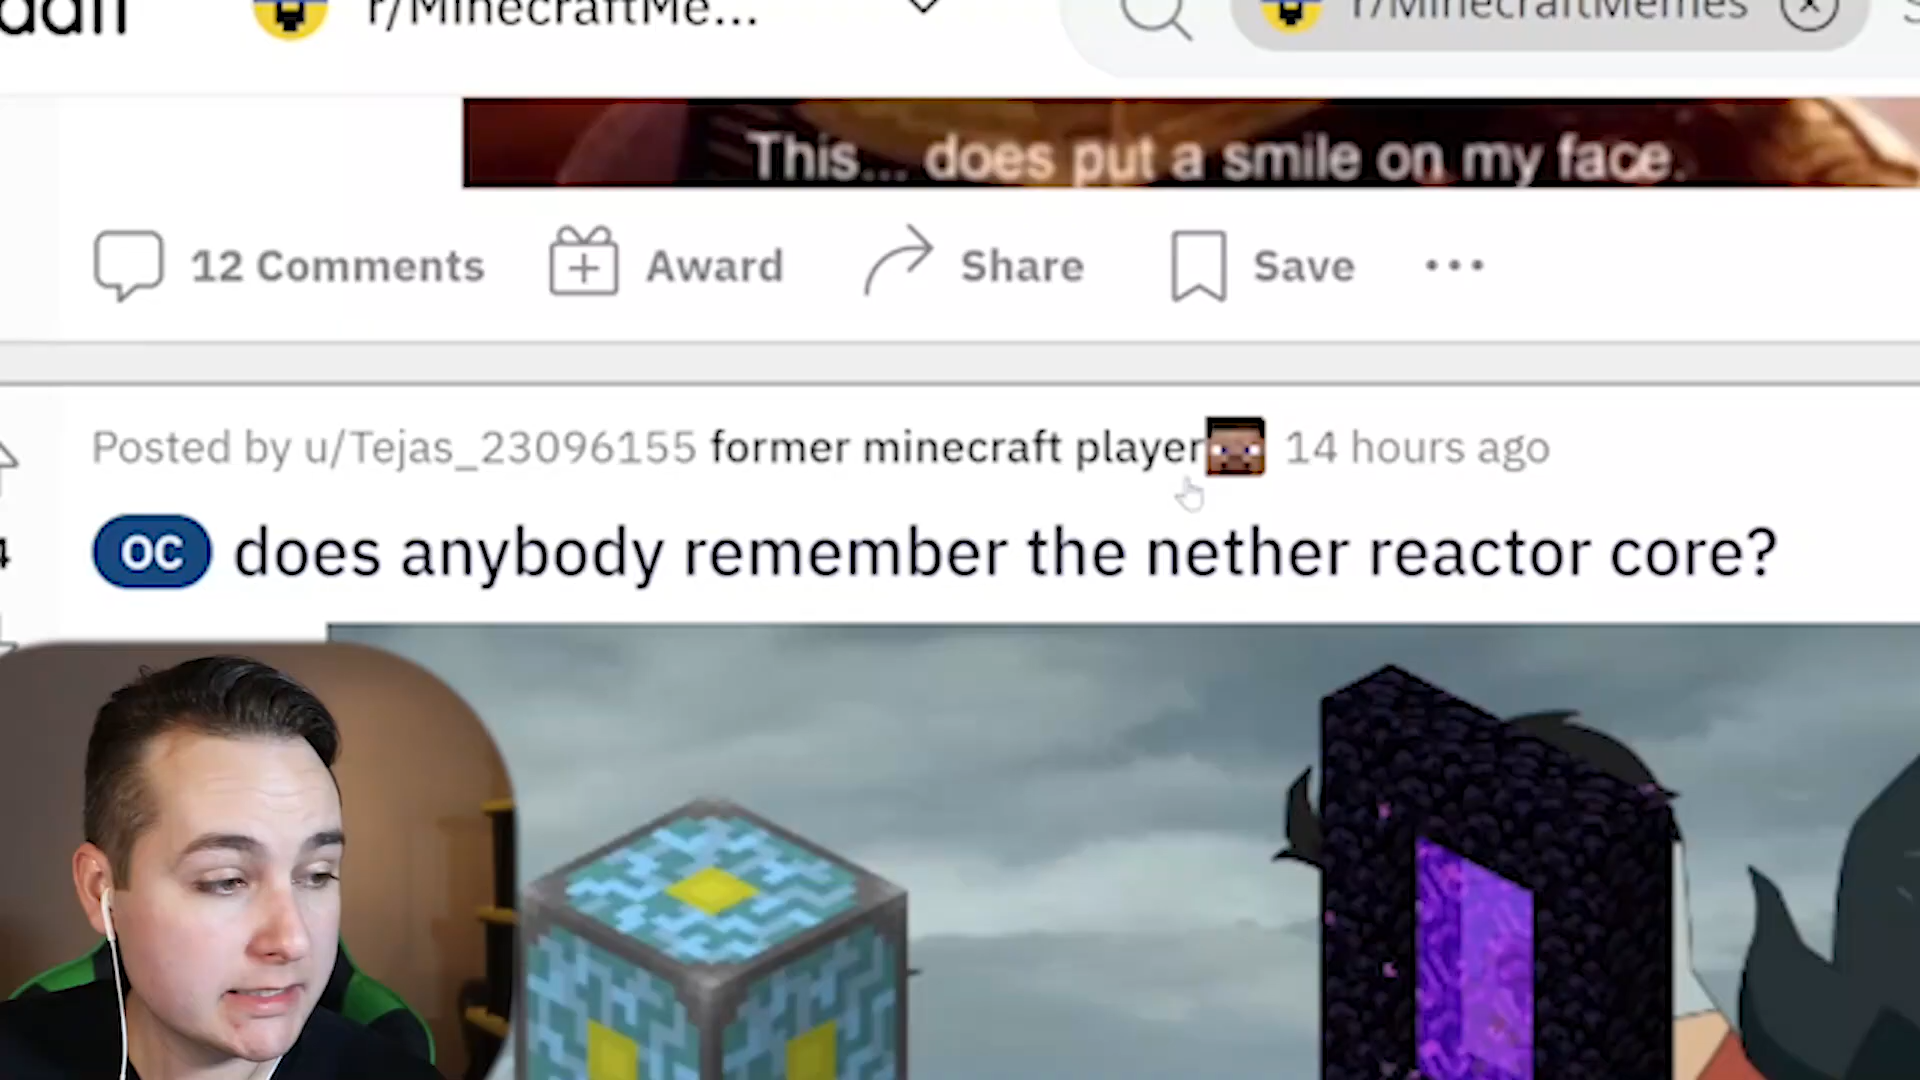 r/MinecraftMe...
r/MinecraftMemes
This... does put a smile on my face.
12 Comments
Award
Share
Save
Posted by u/Tejas_23096155 former minecraft player 14 hours ago
OC does anybody remember the nether reactor core?